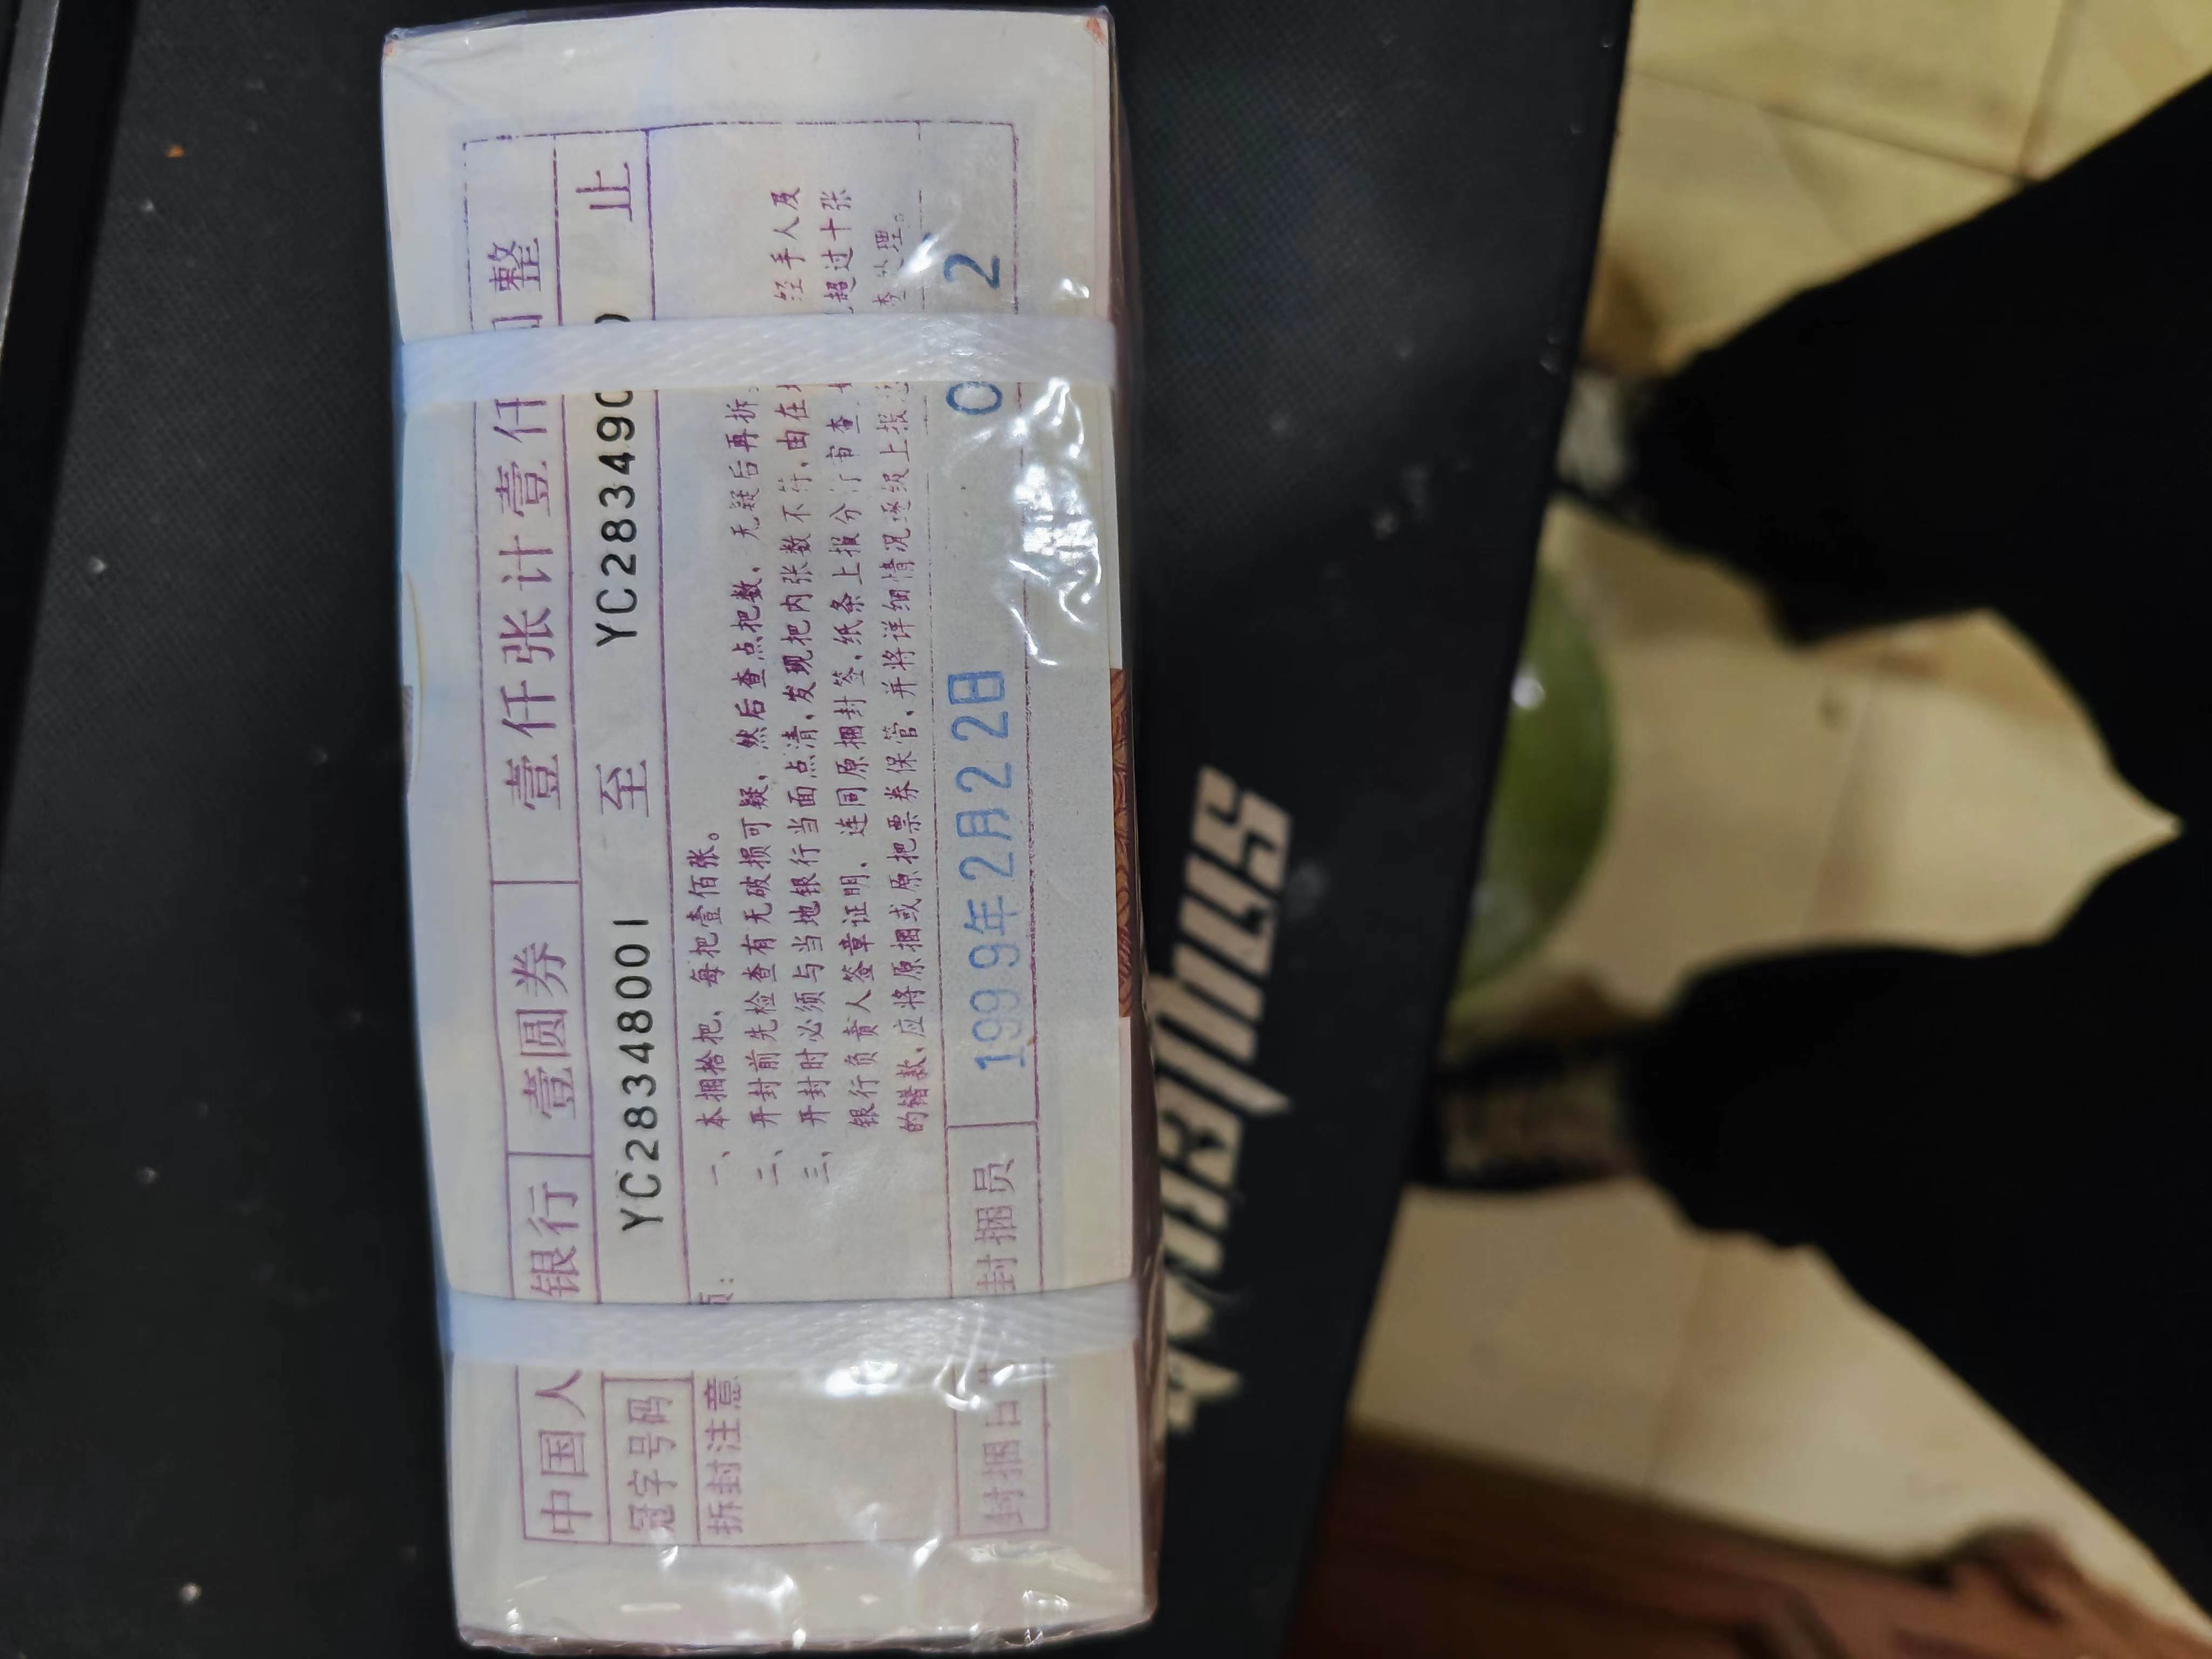 中国人 银行 壹圆券 壹仟张计壹仟 整
冠字号码 YC28348001 至 YC2834490 止
拆封注意 页：
一、本捆拾把、每把壹佰张。
二、开封前先检查有无破损可疑，然后查点把数，无疑后再拆
三、开封时必须与当地银行当面点清，发现把内张数不符，由在 经手人及
银行负责人签章证明，连同原捆封签、纸条上报分行审查 超过十张
的错款，应将原捆或原把票券保管，并将详细情况逐级上报 查处理。
封捆日 1999年2月22日 封捆员 0 2